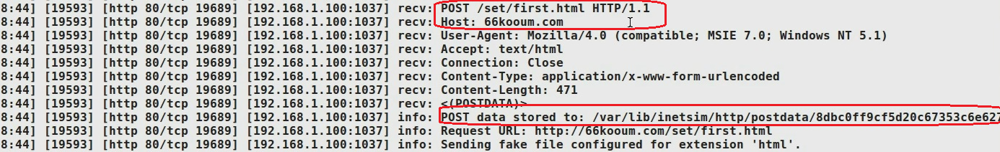 8:44] [19593] [http 80/tcp 19689] [192.168.1.100:1037] recv: POST /set/first.html HTTP/1.1
8:44] [19593] [http 80/tcp 19689] [192.168.1.100:1037] recv: Host: 66kooum.com
8:44] [19593] [http 80/tcp 19689] [192.168.1.100:1037] recv: User-Agent: Mozilla/4.0 (compatible; MSIE 7.0; Windows NT 5.1)
8:44] [19593] [http 80/tcp 19689] [192.168.1.100:1037] recv: Accept: text/html
8:44] [19593] [http 80/tcp 19689] [192.168.1.100:1037] recv: Connection: Close
8:44] [19593] [http 80/tcp 19689] [192.168.1.100:1037] recv: Content-Type: application/x-www-form-urlencoded
8:44] [19593] [http 80/tcp 19689] [192.168.1.100:1037] recv: Content-Length: 471
8:44] [19593] [http 80/tcp 19689] [192.168.1.100:1037] recv: <(POSTDATA)>
8:44] [19593] [http 80/tcp 19689] [192.168.1.100:1037] info: POST data stored to: /var/lib/inetsim/http/postdata/8dbc0ff9cf5d20c67353c6e627
8:44] [19593] [http 80/tcp 19689] [192.168.1.100:1037] info: Request URL: http://66kooum.com/set/first.html
8:44] [19593] [http 80/tcp 19689] [192.168.1.100:1037] info: Sending fake file configured for extension 'html'.